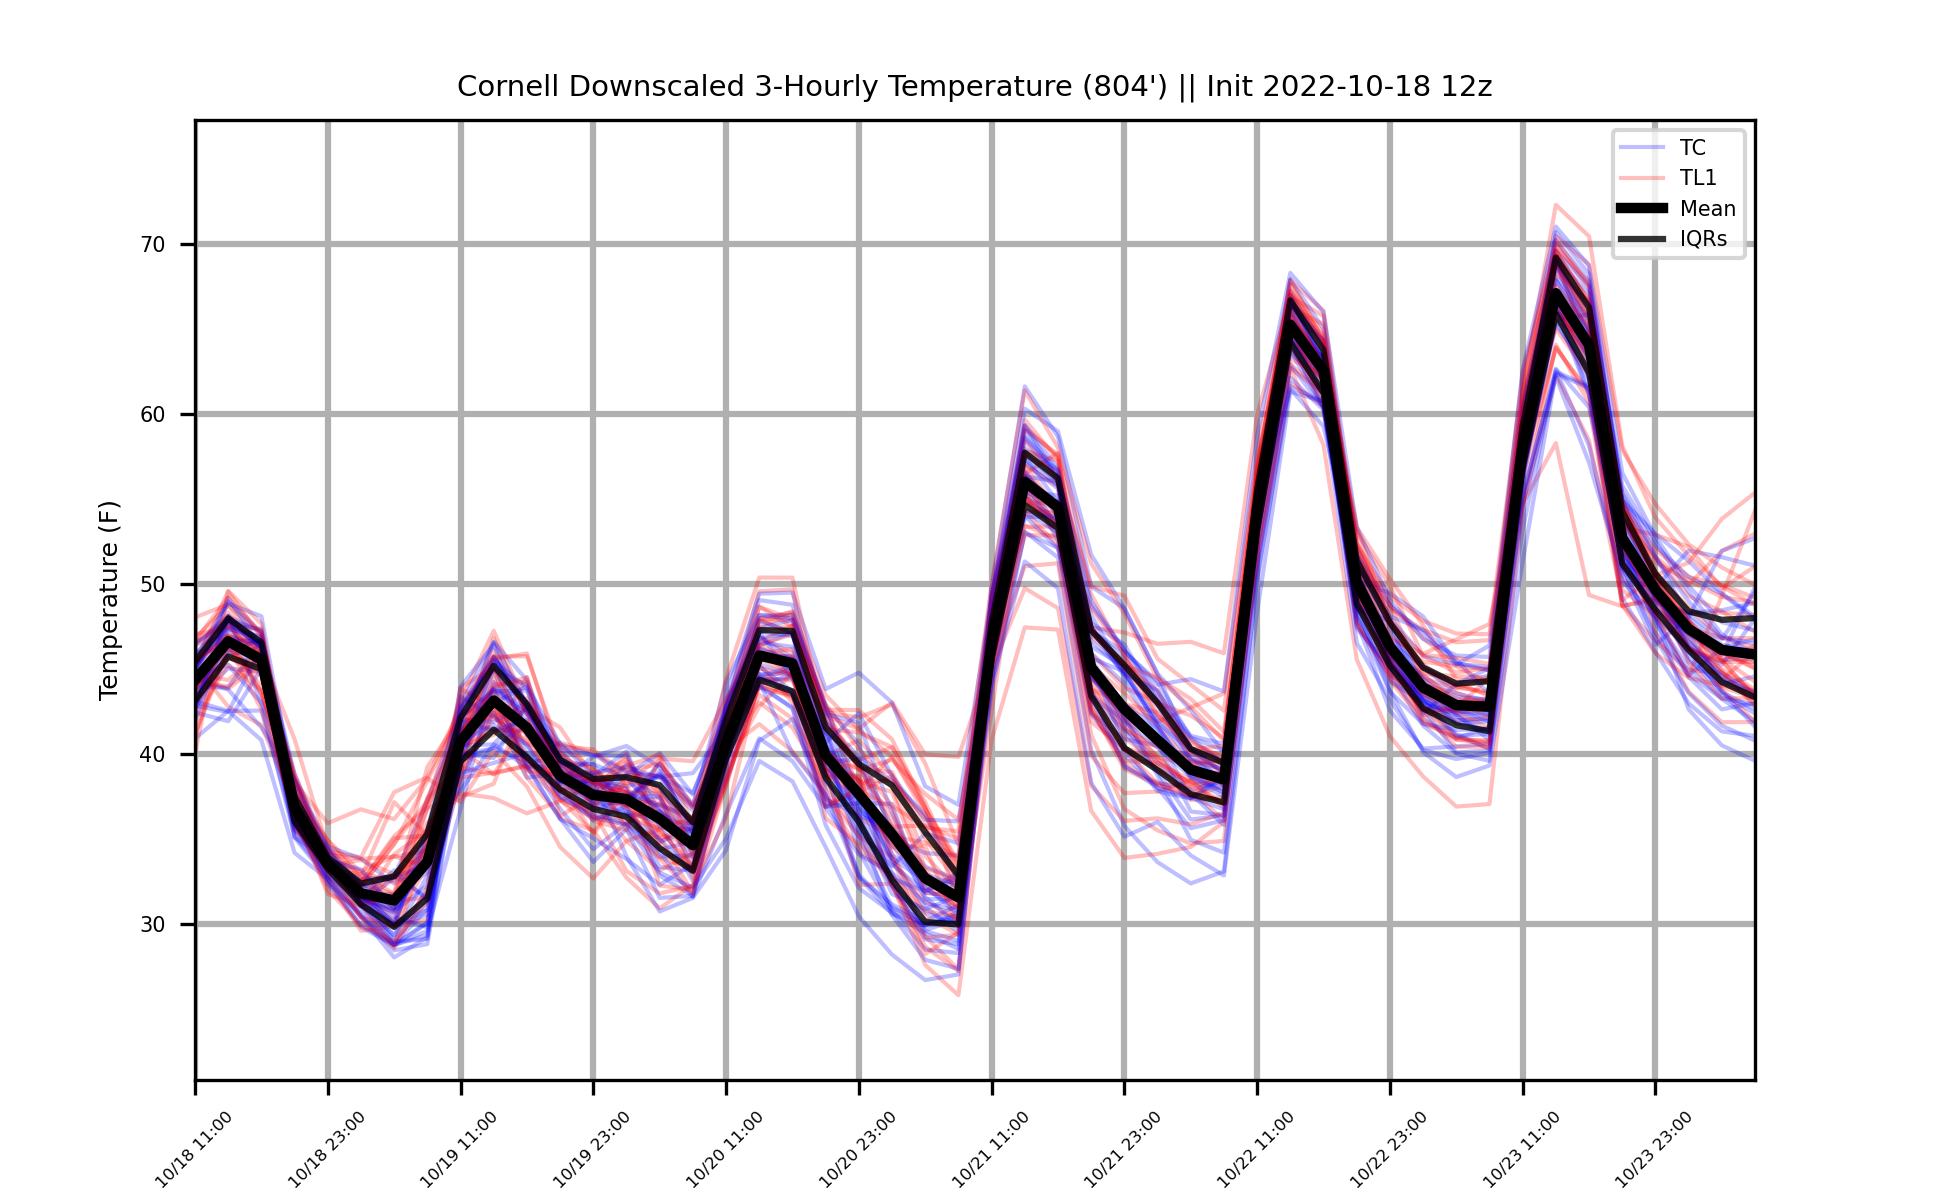 Cornell Downscaled 3-Hourly Temperature (804') || Init 2022-10-18 12z
TC
TL1
Mean
IQRs
Temperature (F)
70
60
50
40
30
10/18 11:00
10/18 23:00
10/19 11:00
10/19 23:00
10/20 11:00
10/20 23:00
10/21 11:00
10/21 23:00
10/22 11:00
10/22 23:00
10/23 11:00
10/23 23:00